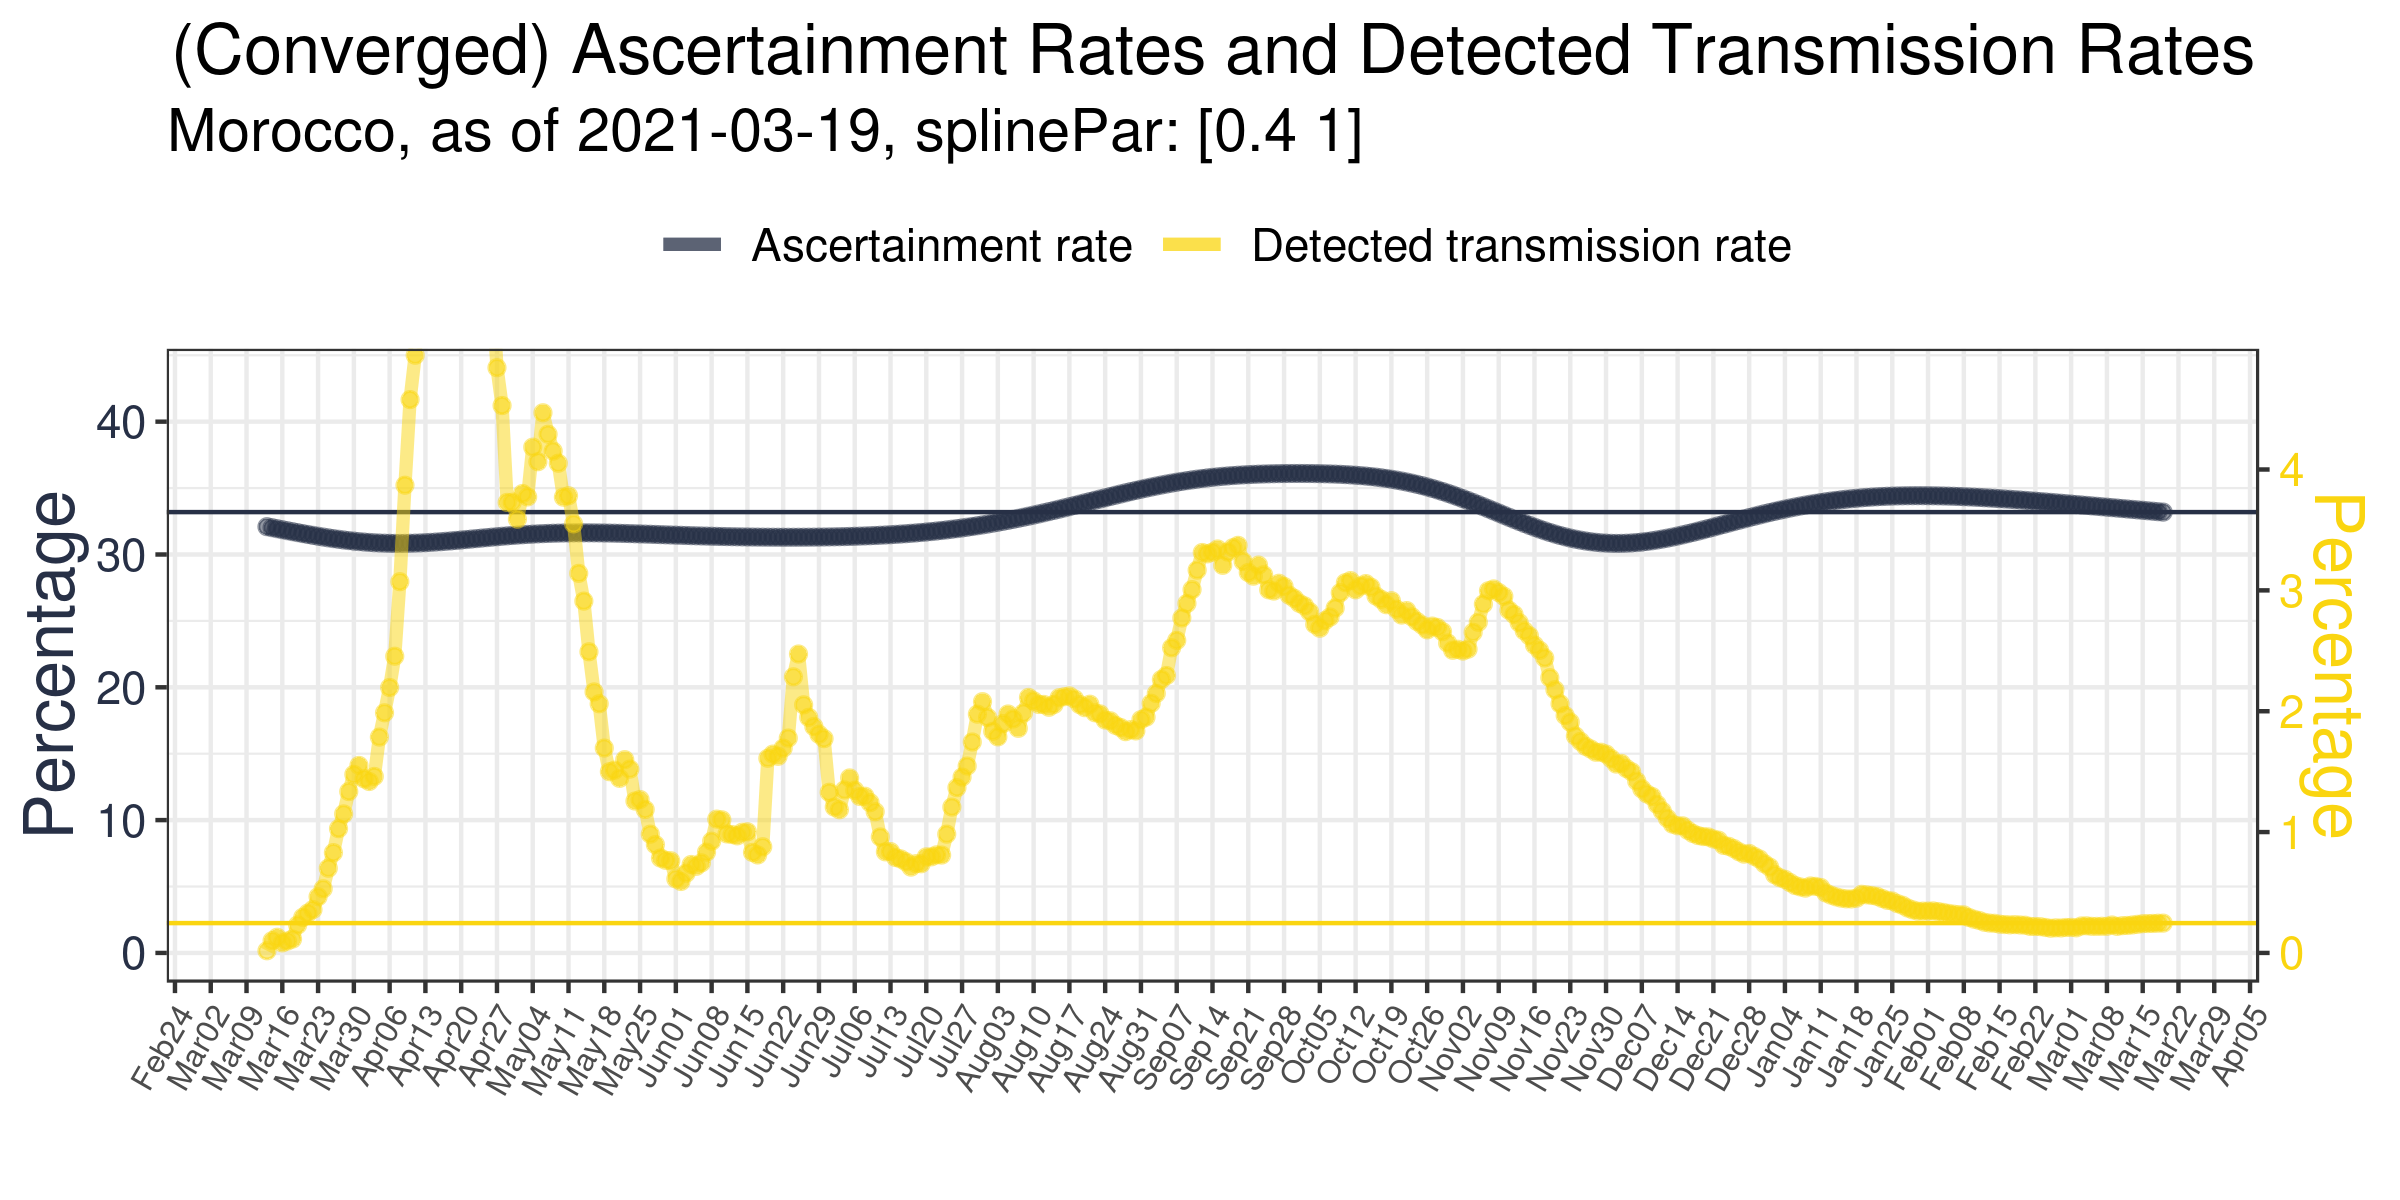 (Converged) Ascertainment Rates and Detected Transmission Rates
Morocco, as of 2021-03-19, splinePar: [0.4 1]
Ascertainment rate
Detected transmission rate
Percentage
40
30
20
10
0
4
3
2
1
0
Percentage
Feb24
Mar02
Mar09
Mar16
Mar23
Mar30
Apr06
Apr13
Apr20
Apr27
May04
May11
May18
May25
Jun01
Jun08
Jun15
Jun22
Jun29
Jul06
Jul13
Jul20
Jul27
Aug03
Aug10
Aug17
Aug24
Aug31
Sep07
Sep14
Sep21
Sep28
Oct05
Oct12
Oct19
Oct26
Nov02
Nov09
Nov16
Nov23
Nov30
Dec07
Dec14
Dec21
Dec28
Jan04
Jan11
Jan18
Jan25
Feb01
Feb08
Feb15
Feb22
Mar01
Mar08
Mar15
Mar22
Mar29
Apr05